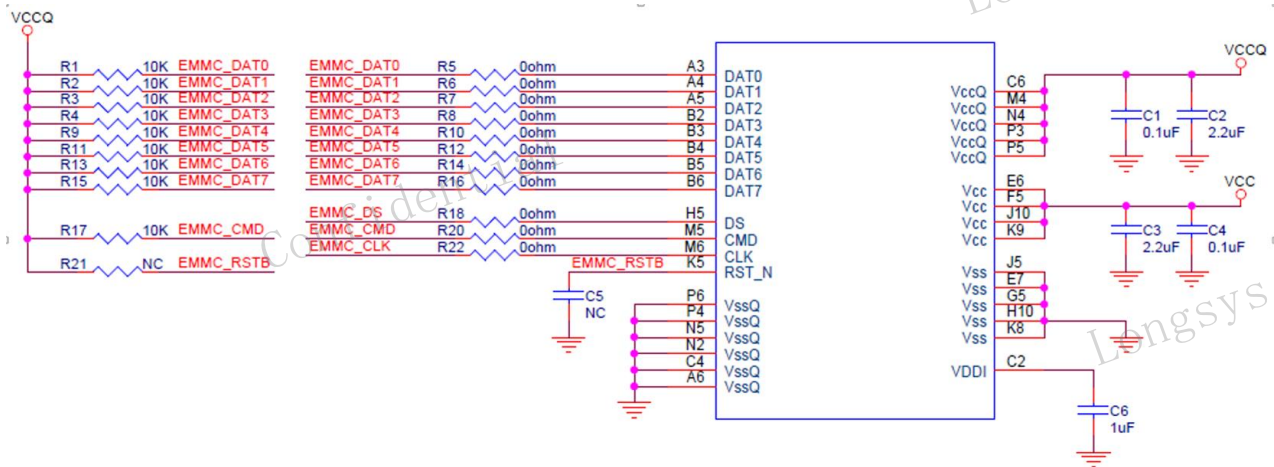 VCCQ
R1 10K EMMC_DAT0
R2 10K EMMC_DAT1
R3 10K EMMC_DAT2
R4 10K EMMC_DAT3
R9 10K EMMC_DAT4
R11 10K EMMC_DAT5
R13 10K EMMC_DAT6
R15 10K EMMC_DAT7
R17 10K EMMC_CMD
R21 NC EMMC_RSTB
EMMC_DAT0 R5 0ohm A3 DAT0
EMMC_DAT1 R6 0ohm A4 DAT1
EMMC_DAT2 R7 0ohm A5 DAT2
EMMC_DAT3 R8 0ohm B2 DAT3
EMMC_DAT4 R10 0ohm B3 DAT4
EMMC_DAT5 R12 0ohm B4 DAT5
EMMC_DAT6 R14 0ohm B5 DAT6
EMMC_DAT7 R16 0ohm B6 DAT7
EMMC_DS R18 0ohm H5 DS
EMMC_CMD R20 0ohm M5 CMD
EMMC_CLK R22 0ohm M6 CLK
EMMC_RSTB K5 RST_N
C5
NC
P6 VssQ
P4 VssQ
N5 VssQ
N2 VssQ
C4 VssQ
A6 VssQ
VccQ C6
VccQ M4
VccQ N4
VccQ P3
VccQ P5
VCCQ
C1
0.1uF
C2
2.2uF
Vcc E6
Vcc F5
Vcc J10
Vcc K9
VCC
C3
2.2uF
C4
0.1uF
Vss J5
Vss E7
Vss G5
Vss H10
Vss K8
VDDI C2
C6
1uF
Confidential
Longsys